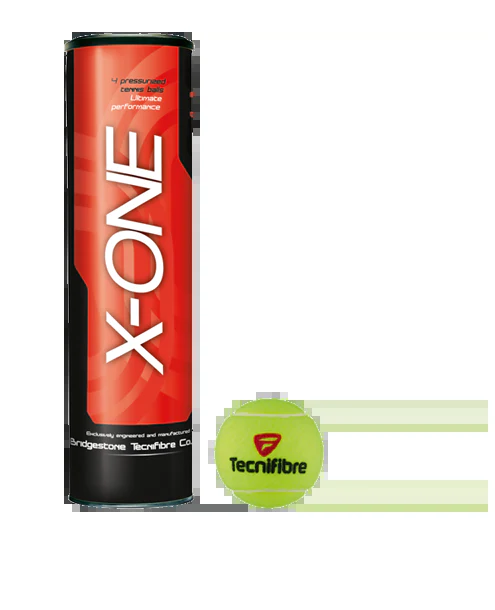 4 pressurized
tennis balls
Ultimate
performance
X-ONE
Exclusively engineered and manufactured
Bridgestone Tecnifibre Co.,
Tecnifibre